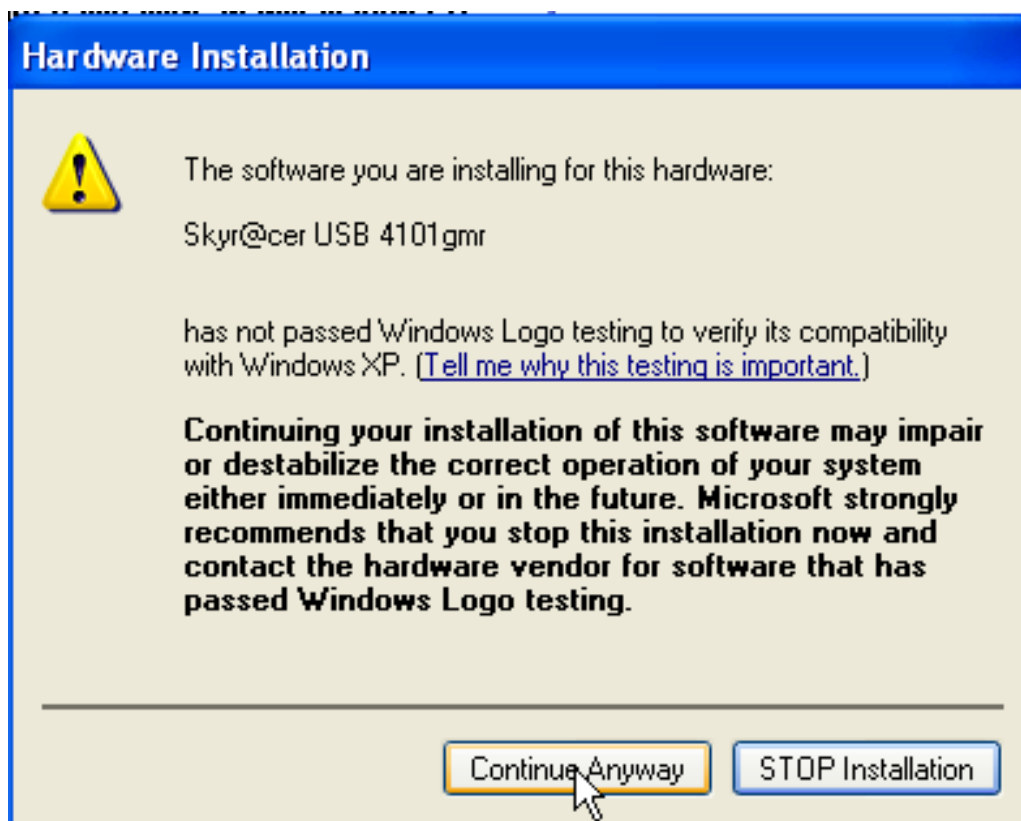 Hardware Installation
The software you are installing for this hardware:
Skyr@cer USB 4101gmr
has not passed Windows Logo testing to verify its compatibility
with Windows XP. (Tell me why this testing is important.)
Continuing your installation of this software may impair
or destabilize the correct operation of your system
either immediately or in the future. Microsoft strongly
recommends that you stop this installation now and
contact the hardware vendor for software that has
passed Windows Logo testing.
Continue Anyway
STOP Installation